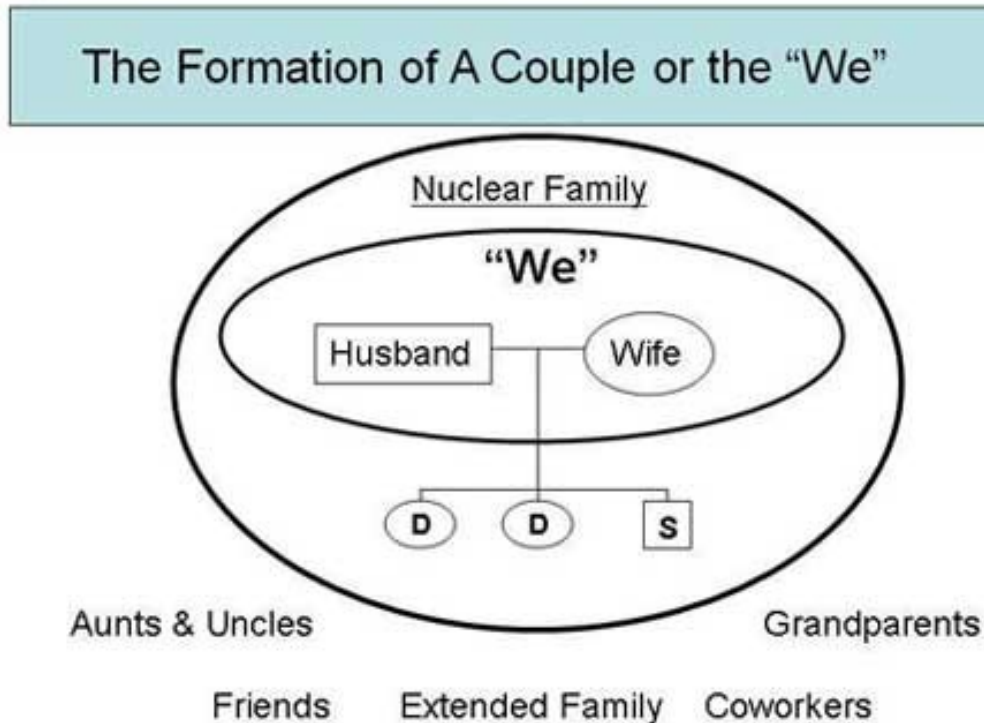 The Formation of A Couple or the “We”
Nuclear Family
“We”
Husband Wife
D D S
Aunts & Uncles Grandparents
Friends Extended Family Coworkers